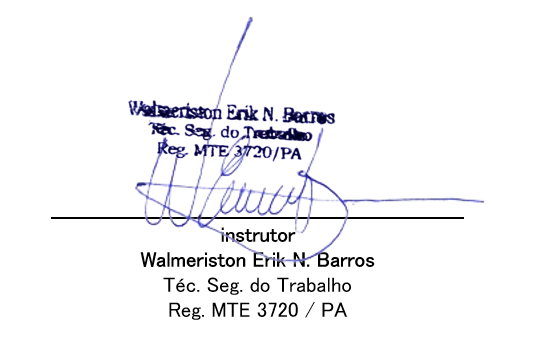 Walmeriston Erik N. Barros
Téc. Seg. do Trabalho
Reg. MTE 3720/PA
instrutor
Walmeriston Erik N. Barros
Téc. Seg. do Trabalho
Reg. MTE 3720 / PA